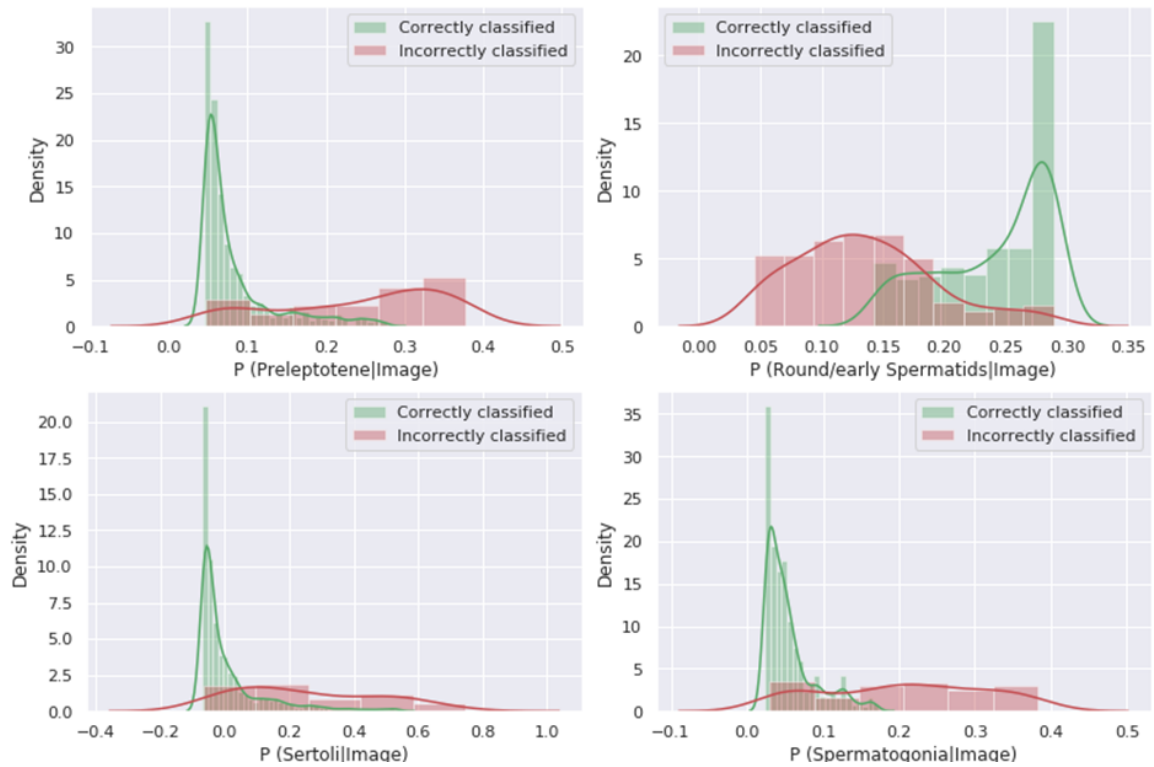 Correctly classified
Incorrectly classified
30
25
20
15
10
5
0
Density
−0.1 0.0 0.1 0.2 0.3 0.4 0.5
P (Preleptotene|Image)
Correctly classified
Incorrectly classified
20
15
10
5
0
Density
0.00 0.05 0.10 0.15 0.20 0.25 0.30 0.35
P (Round/early Spermatids|Image)
Correctly classified
Incorrectly classified
20.0
17.5
15.0
12.5
10.0
7.5
5.0
2.5
0.0
Density
−0.4 −0.2 0.0 0.2 0.4 0.6 0.8 1.0
P (Sertoli|Image)
Correctly classified
Incorrectly classified
35
30
25
20
15
10
5
0
Density
−0.1 0.0 0.1 0.2 0.3 0.4 0.5
P (Spermatogonia|Image)